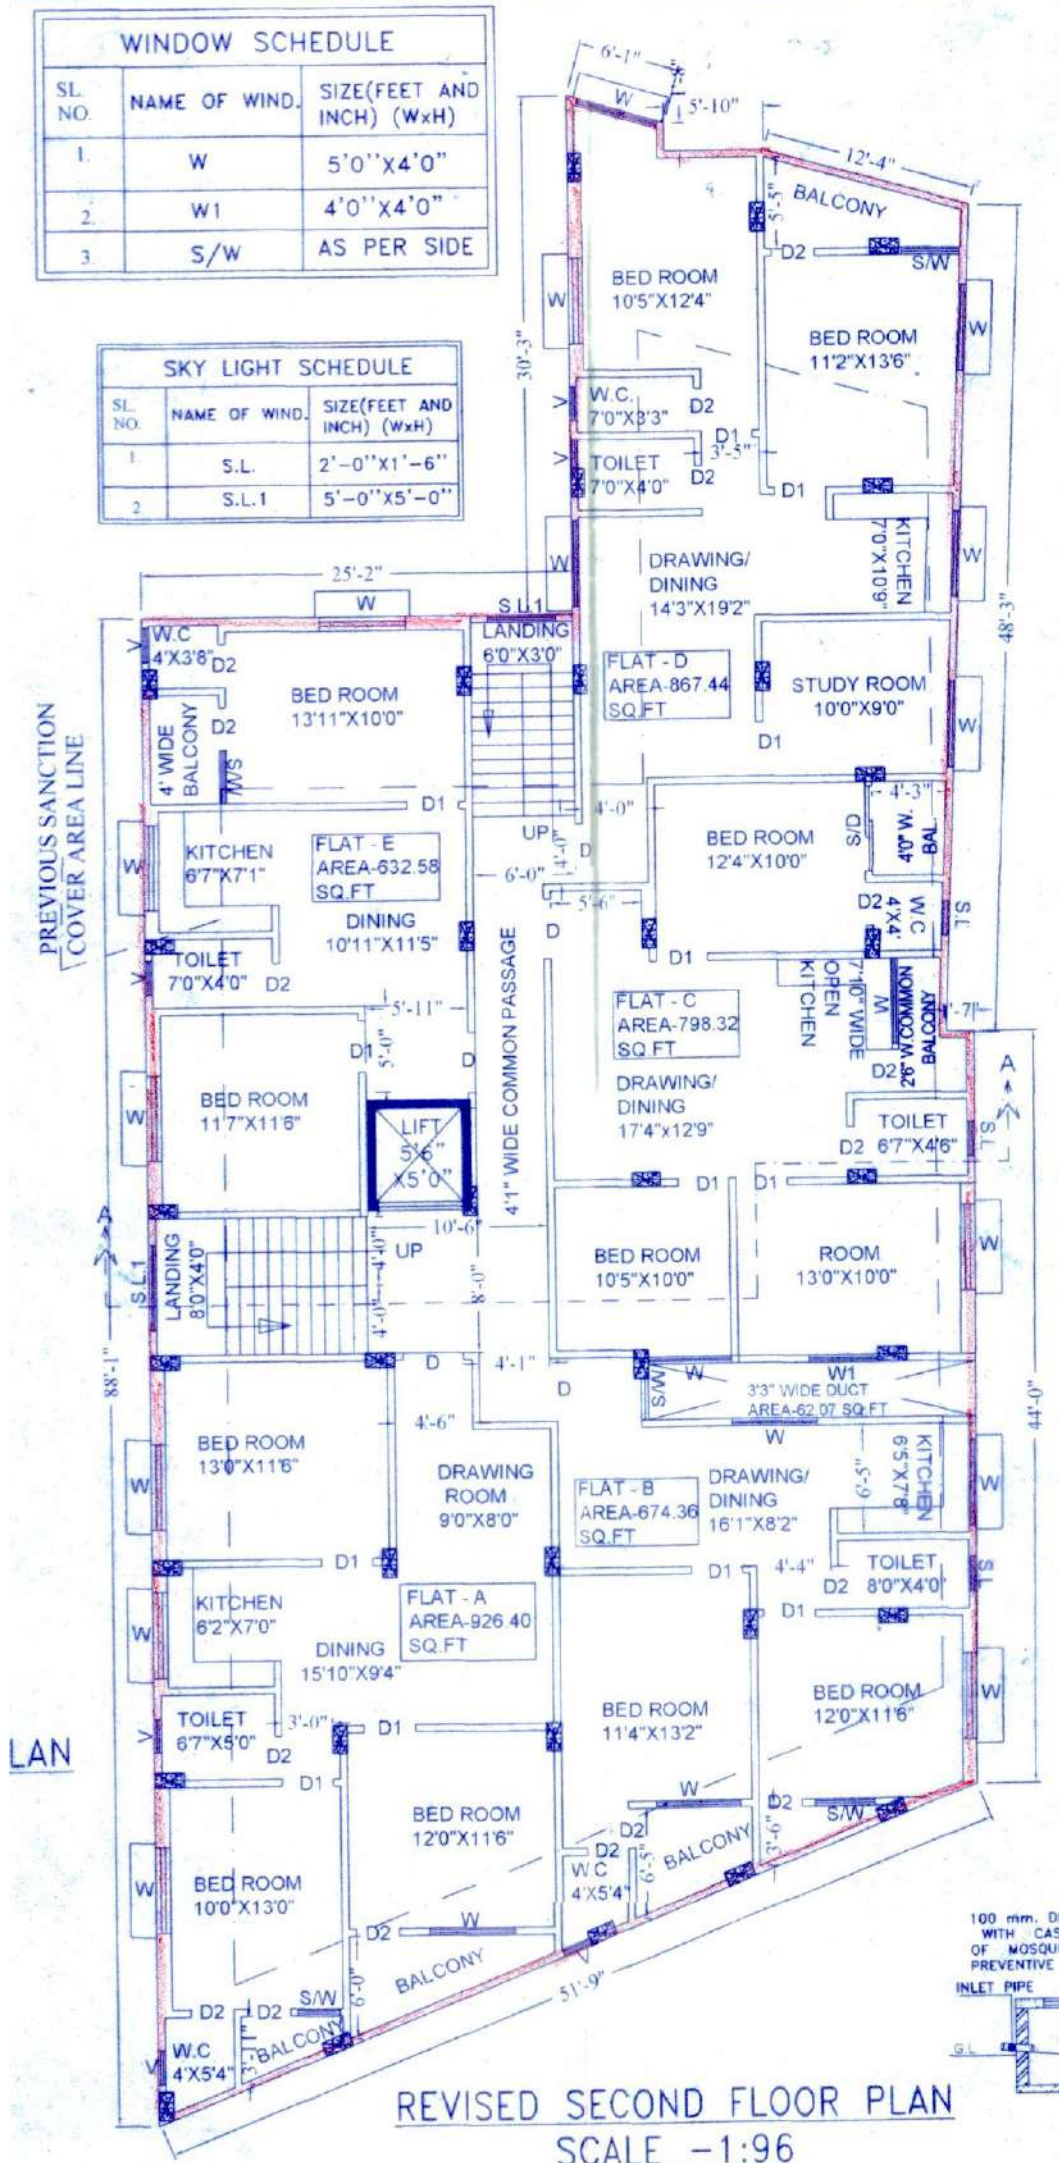 WINDOW SCHEDULE
SL. NO. NAME OF WIND. SIZE(FEET AND INCH) (WxH)
1. W 5'0''X4'0''
2. W1 4'0''X4'0''
3. S/W AS PER SIDE
SKY LIGHT SCHEDULE
SL. NO. NAME OF WIND. SIZE(FEET AND INCH) (WxH)
1. S.L. 2'-0''X1'-6''
2. S.L.1 5'-0''X5'-0''
6'-1"
W
5'-10"
12'-4"
BALCONY
5'-5"
D2
S/W
BED ROOM
10'5"X12'4"
W
W
BED ROOM
11'2"X13'6"
30'-3"
W.C.
7'0"X3'3"
D2
V
D1
3'-5"
V
TOILET
7'0"X4'0"
D2
D1
W
W
KITCHEN
7'0"X10'9"
DRAWING/
DINING
14'3"X19'2"
48'-3"
25'-2"
W
S.L.1
LANDING
6'0"X3'0"
V
W.C
4'X3'8"
D2
BED ROOM
13'11"X10'0"
FLAT - D
AREA-867.44
SQ.FT
STUDY ROOM
10'0"X9'0"
W
D1
D2
4' WIDE
BALCONY
S/W
D1
PREVIOUS SANCTION
COVER AREA LINE
4'-0"
4'-3"
UP
4'-0"
D
BED ROOM
12'4"X10'0"
S/D
4'0" W.
BAL
W
KITCHEN
6'7"X7'1"
FLAT - E
AREA-632.58
SQ.FT
6'-0"
5'-6"
D2
W.C
4'X4'
S.L
DINING
10'11"X11'5"
D
D1
TOILET
7'0"X4'0"
D2
V
4'1" WIDE COMMON PASSAGE
7'10" WIDE
OPEN
KITCHEN
W
2'6" W.COMMON
BALCONY
FLAT - C
AREA-798.32
SQ.FT
5'-11"
5'-0"
D1
D
D2
A
DRAWING/
DINING
17'4"x12'9"
W
BED ROOM
11'7"X11'6"
LIFT
5'6"
X5'0"
TOILET
6'7"X4'6"
D2
S.L
D1
D1
A
10'-6"
UP
S.L.1
LANDING
8'0"X4'0"
4'-0"
4'-0"
8'-0"
BED ROOM
10'5"X10'0"
ROOM
13'0"X10'0"
W
88'-1"
D
4'-1"
D
W
W1
S/W
3'3" WIDE DUCT
AREA-62.07 SQ.FT
44'-0"
4'-6"
W
BED ROOM
13'0"X11'6"
W
DRAWING
ROOM
9'0"X8'0"
FLAT - B
AREA-674.36
SQ.FT
DRAWING/
DINING
16'1"X8'2"
6'-5"
KITCHEN
6'5"X7'8"
W
D1
D1
4'-4"
D2
TOILET
8'0"X4'0"
S.L
D1
KITCHEN
6'2"X7'0"
W
FLAT - A
AREA-926.40
SQ.FT
DINING
15'10"X9'4"
BED ROOM
11'4"X13'2"
BED ROOM
12'0"X11'6"
W
V
TOILET
6'7"X5'0"
3'-0"
D2
D1
LAN
D1
W
D2
S/W
BED ROOM
12'0"X11'6"
D2
D2
W.C
4'X5'4"
6'-5"
BALCONY
3'-6"
W
BED ROOM
10'0"X13'0"
D2
W
BALCONY
6'-0"
V
51'-9"
D2
D2
S/W
V
W.C
4'X5'4"
BALCONY
100 mm. D
WITH CAS
OF MOSQU
PREVENTIVE
INLET PIPE
G.L
REVISED SECOND FLOOR PLAN
SCALE -1:96